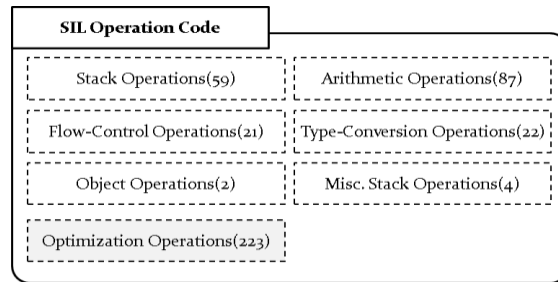 SIL Operation Code
Stack Operations(59)
Arithmetic Operations(87)
Flow-Control Operations(21)
Type-Conversion Operations(22)
Object Operations(2)
Misc. Stack Operations(4)
Optimization Operations(223)